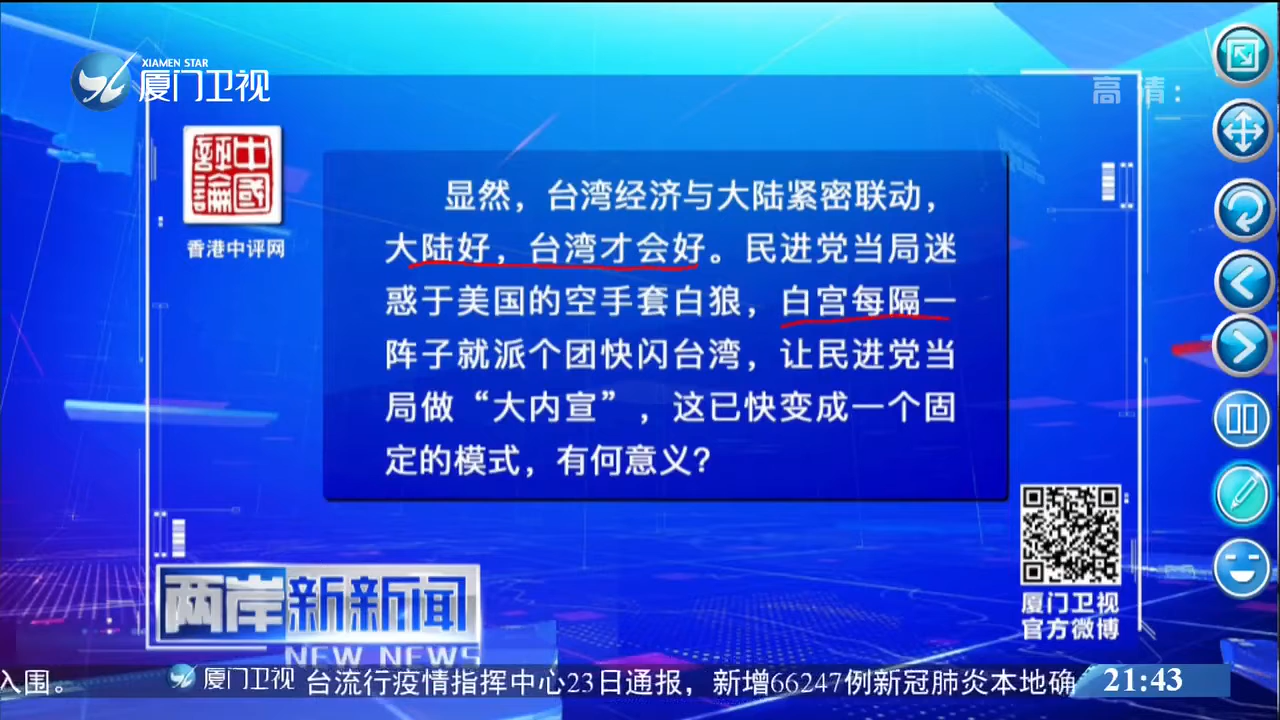 XIAMEN STAR
厦门卫视
高清:
中國評論
香港中评网
显然，台湾经济与大陆紧密联动，
大陆好，台湾才会好。民进党当局迷
惑于美国的空手套白狼，白宫每隔一
阵子就派个团快闪台湾，让民进党当
局做“大内宣”，这已快变成一个固
定的模式，有何意义？
厦门卫视
官方微博
两岸新新闻
NEW NEWS
入围。
厦门卫视
台流行疫情指挥中心23日通报，新增66247例新冠肺炎本地确
21:43